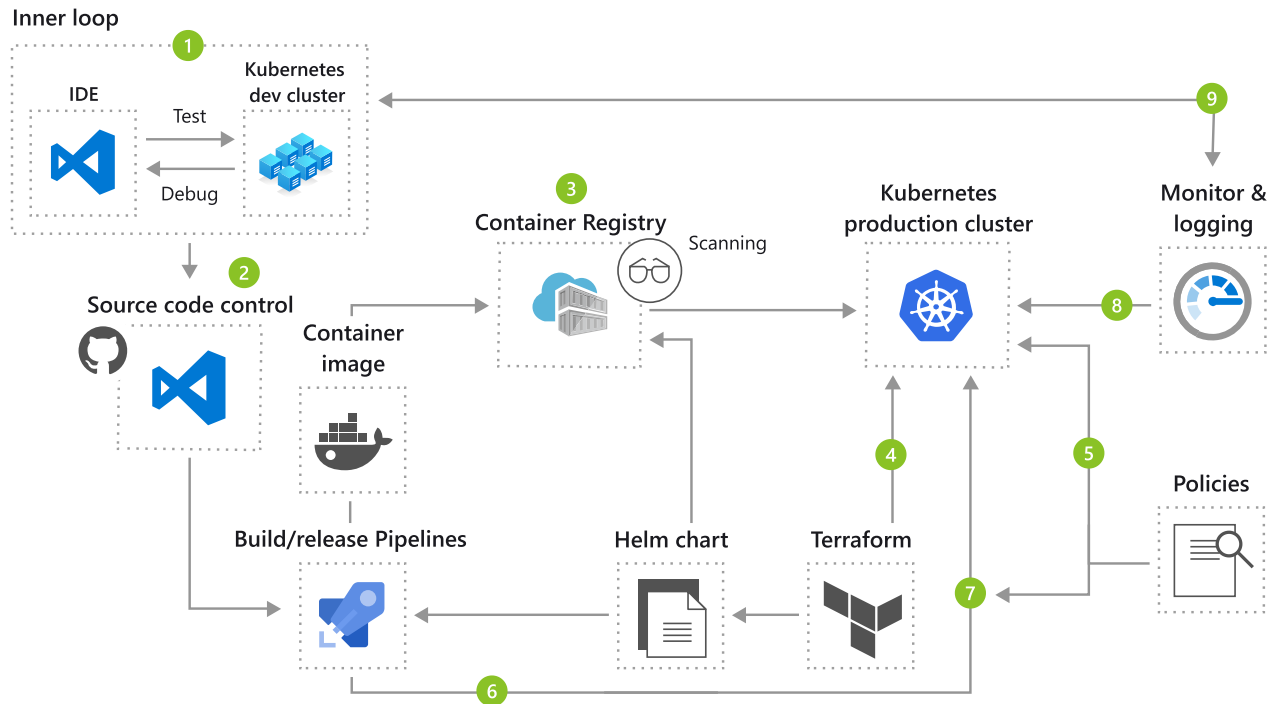 Inner loop
1
IDE
Kubernetes
dev cluster
Test
Debug
9
2
Source code control
3
Container Registry
Scanning
Kubernetes
production cluster
Monitor &
logging
8
Container
image
4
5
Policies
Build/release Pipelines
Helm chart
Terraform
7
6